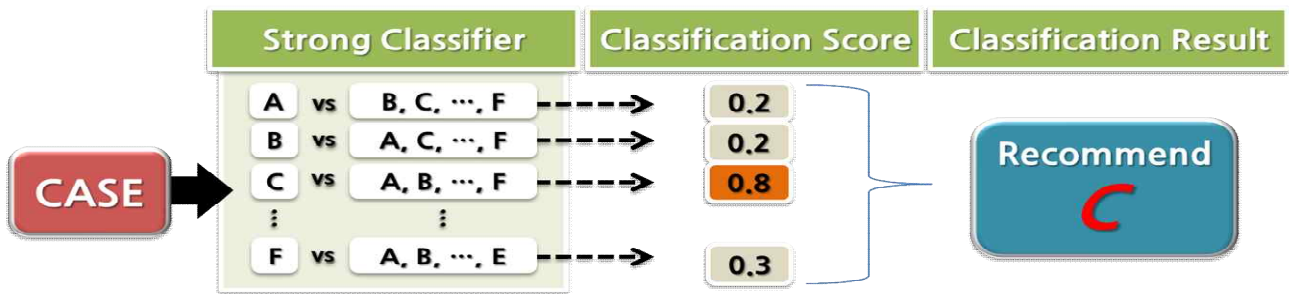 Strong Classifier Classification Score Classification Result
A vs B, C, ···, F 0.2
B vs A, C, ···, F 0.2
CASE C vs A, B, ···, F 0.8 Recommend C
⋮ ⋮
F vs A, B, ···, E 0.3